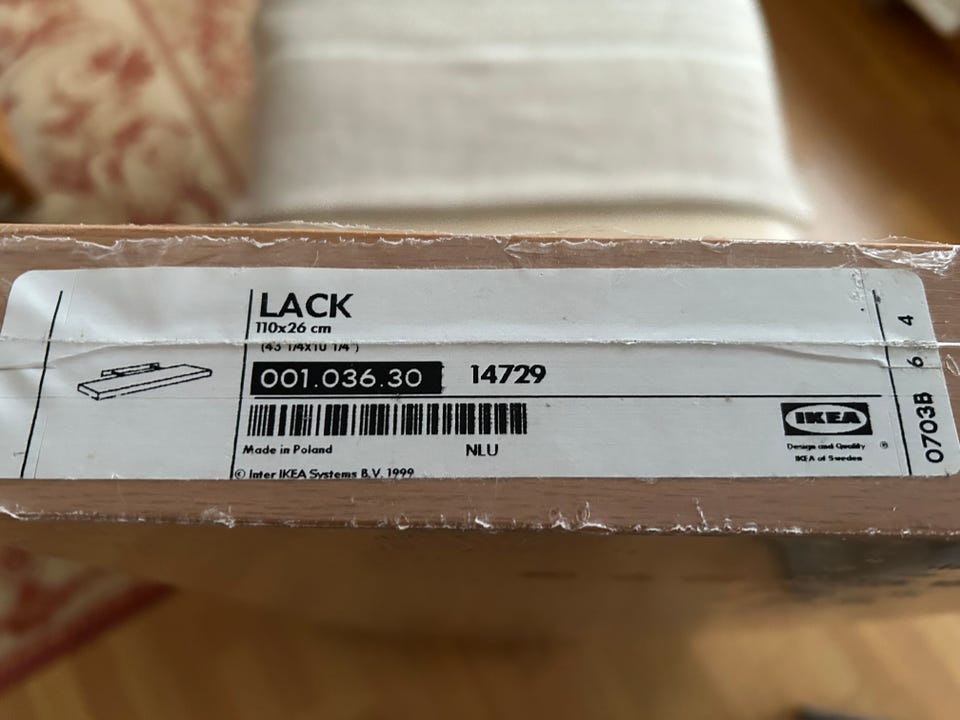 LACK
110x26 cm
(43 1/4x10 1/4")
001.036.30 14729
Made in Poland NLU
© Inter IKEA Systems B.V. 1999
IKEA
®
Design and Quality
IKEA of Sweden
0703B 6 4